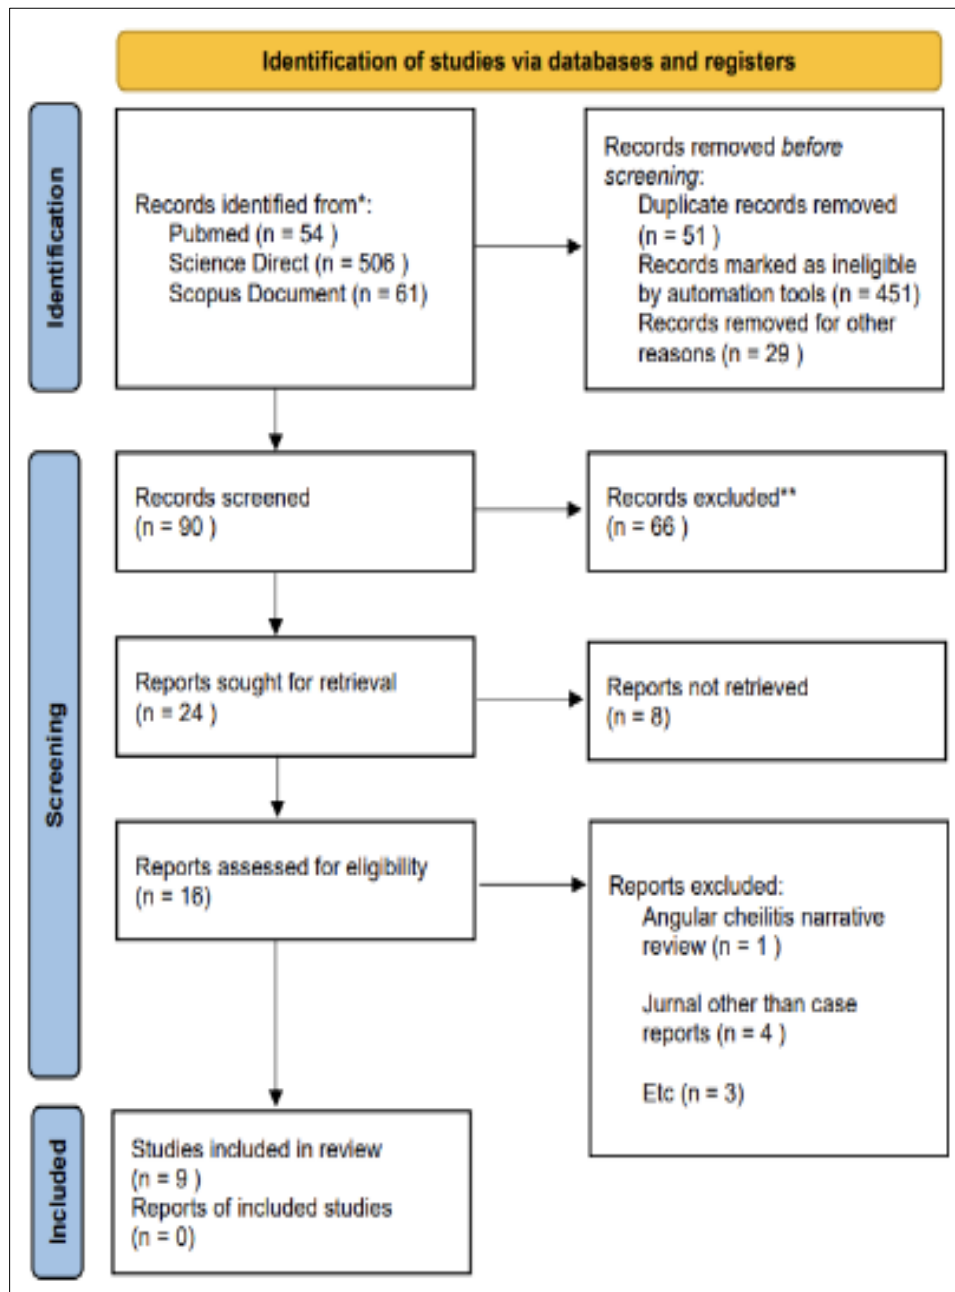 Identification of studies via databases and registers
Identification
Records identified from*:
Pubmed (n = 54 )
Science Direct (n = 506 )
Scopus Document (n = 61)
Records removed before
screening:
Duplicate records removed
(n = 51 )
Records marked as ineligible
by automation tools (n = 451)
Records removed for other
reasons (n = 29 )
Screening
Records screened
(n = 90 )
Records excluded**
(n = 66 )
Reports sought for retrieval
(n = 24 )
Reports not retrieved
(n = 8)
Reports assessed for eligibility
(n = 16)
Reports excluded:
Angular cheilitis narrative
review (n = 1 )
Jurnal other than case
reports (n = 4 )
Etc (n = 3)
Included
Studies included in review
(n = 9 )
Reports of included studies
(n = 0)